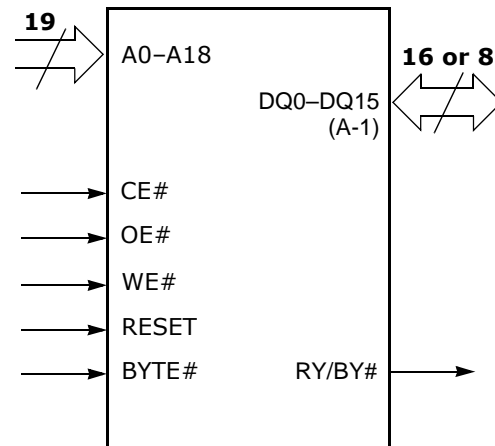 19
A0–A18
16 or 8
DQ0–DQ15
(A-1)
CE#
OE#
WE#
RESET
BYTE#
RY/BY#